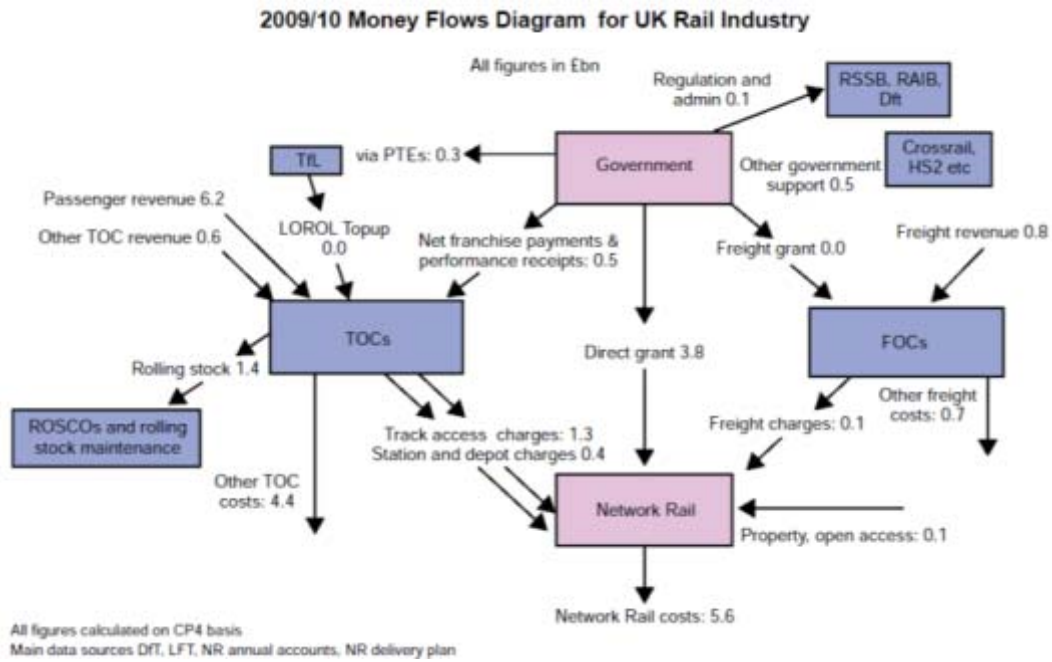 2009/10 Money Flows Diagram for UK Rail Industry
All figures in £bn
Regulation and
admin 0.1
RSSB, RAIB,
Dft
TfL
via PTEs: 0.3
Government
Other government
support 0.5
Crossrail,
HS2 etc
Passenger revenue 6.2
Other TOC revenue 0.6
LOROL Topup
0.0
Net franchise payments &
performance receipts: 0.5
Freight grant 0.0
Freight revenue 0.8
TOCs
Direct grant 3.8
FOCs
Rolling stock 1.4
ROSCOs and rolling
stock maintenance
Other TOC
costs: 4.4
Track access charges: 1.3
Station and depot charges 0.4
Freight charges: 0.1
Other freight
costs: 0.7
Network Rail
Property, open access: 0.1
Network Rail costs: 5.6
All figures calculated on CP4 basis
Main data sources DfT, LFT, NR annual accounts, NR delivery plan